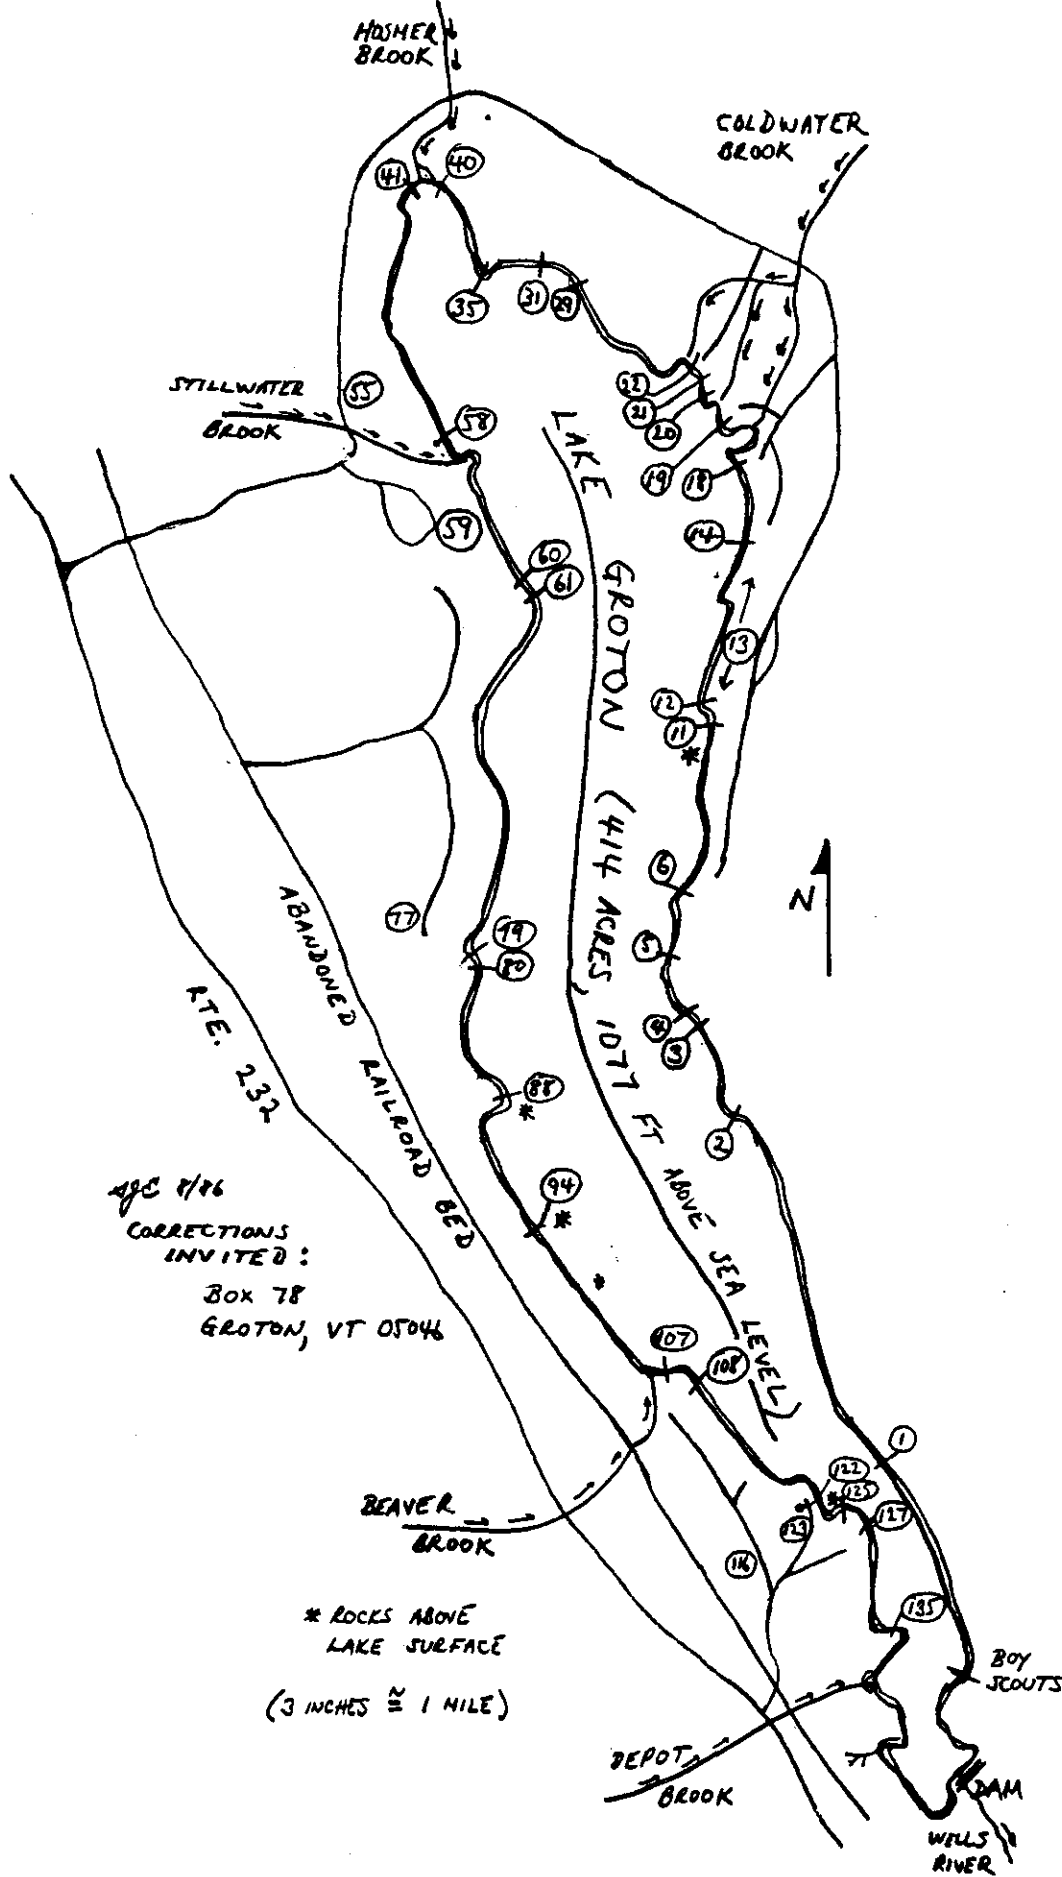 HOSMER
BROOK
COLDWATER
BROOK
41
40
35
31
29
STILLWATER
BROOK
55
58
22
21
20
19
18
59
14
60
61
13
12
11
*
LAKE GROTON (414 ACRES, 1077 FT ABOVE SEA LEVEL)
6
N
77
79
80
5
4
3
ABANDONED RAILROAD BED
RTE. 232
88
*
2
94
*
8/86
CORRECTIONS
INVITED:
BOX 78
GROTON, VT 05046
*
107
108
1
122
*
125
123
127
BEAVER
BROOK
116
135
* ROCKS ABOVE
LAKE SURFACE
(3 INCHES ≅ 1 MILE)
BOY
SCOUTS
DEPOT
BROOK
DAM
WELLS
RIVER